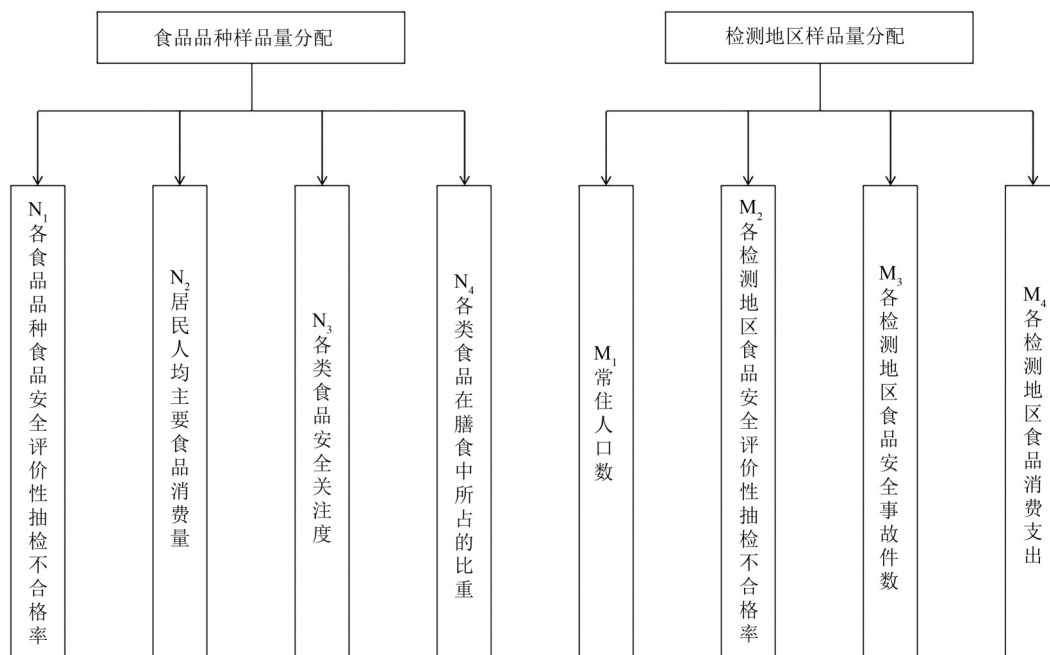 食品品种样品量分配
检测地区样品量分配
N₁各食品品种食品安全评价性抽检不合格率
N₂居民人均主要食品消费量
N₃各类食品安全关注度
N₄各类食品在膳食中所占的比重
M₁常住人口数
M₂各检测地区食品安全评价性抽检不合格率
M₃各检测地区食品安全事故件数
M₄各检测地区食品消费支出